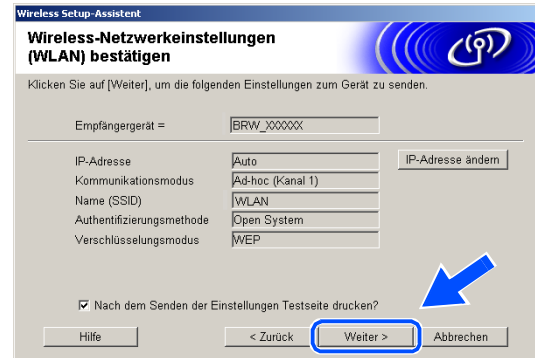 Wireless Setup-Assistent
Wireless-Netzwerkeinstellungen
(WLAN) bestätigen
Klicken Sie auf [Weiter], um die folgenden Einstellungen zum Gerät zu senden.
Empfängergerät = BRW_XXXXXX
IP-Adresse Auto IP-Adresse ändern
Kommunikationsmodus Ad-hoc (Kanal 1)
Name (SSID) WLAN
Authentifizierungsmethode Open System
Verschlüsselungsmodus WEP
Nach dem Senden der Einstellungen Testseite drucken?
Hilfe < Zurück Weiter > Abbrechen